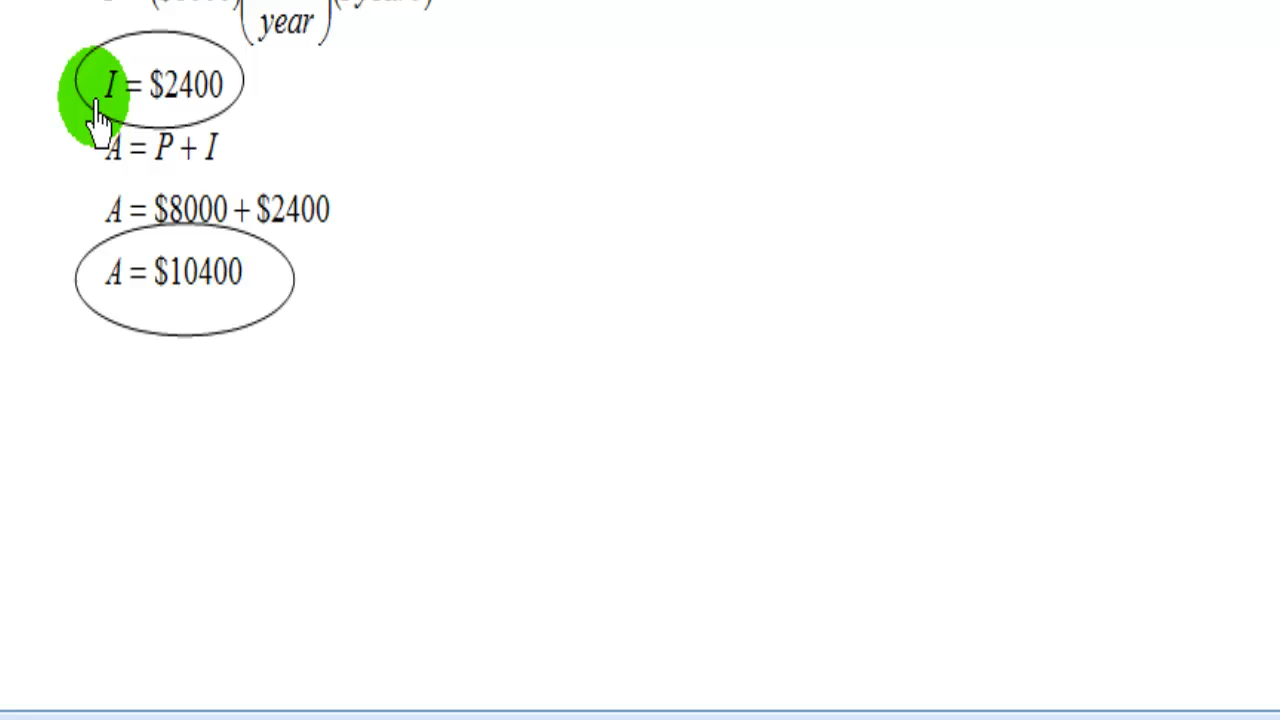 year
I = $2400
A = P + I
A = $8000 + $2400
A = $10400